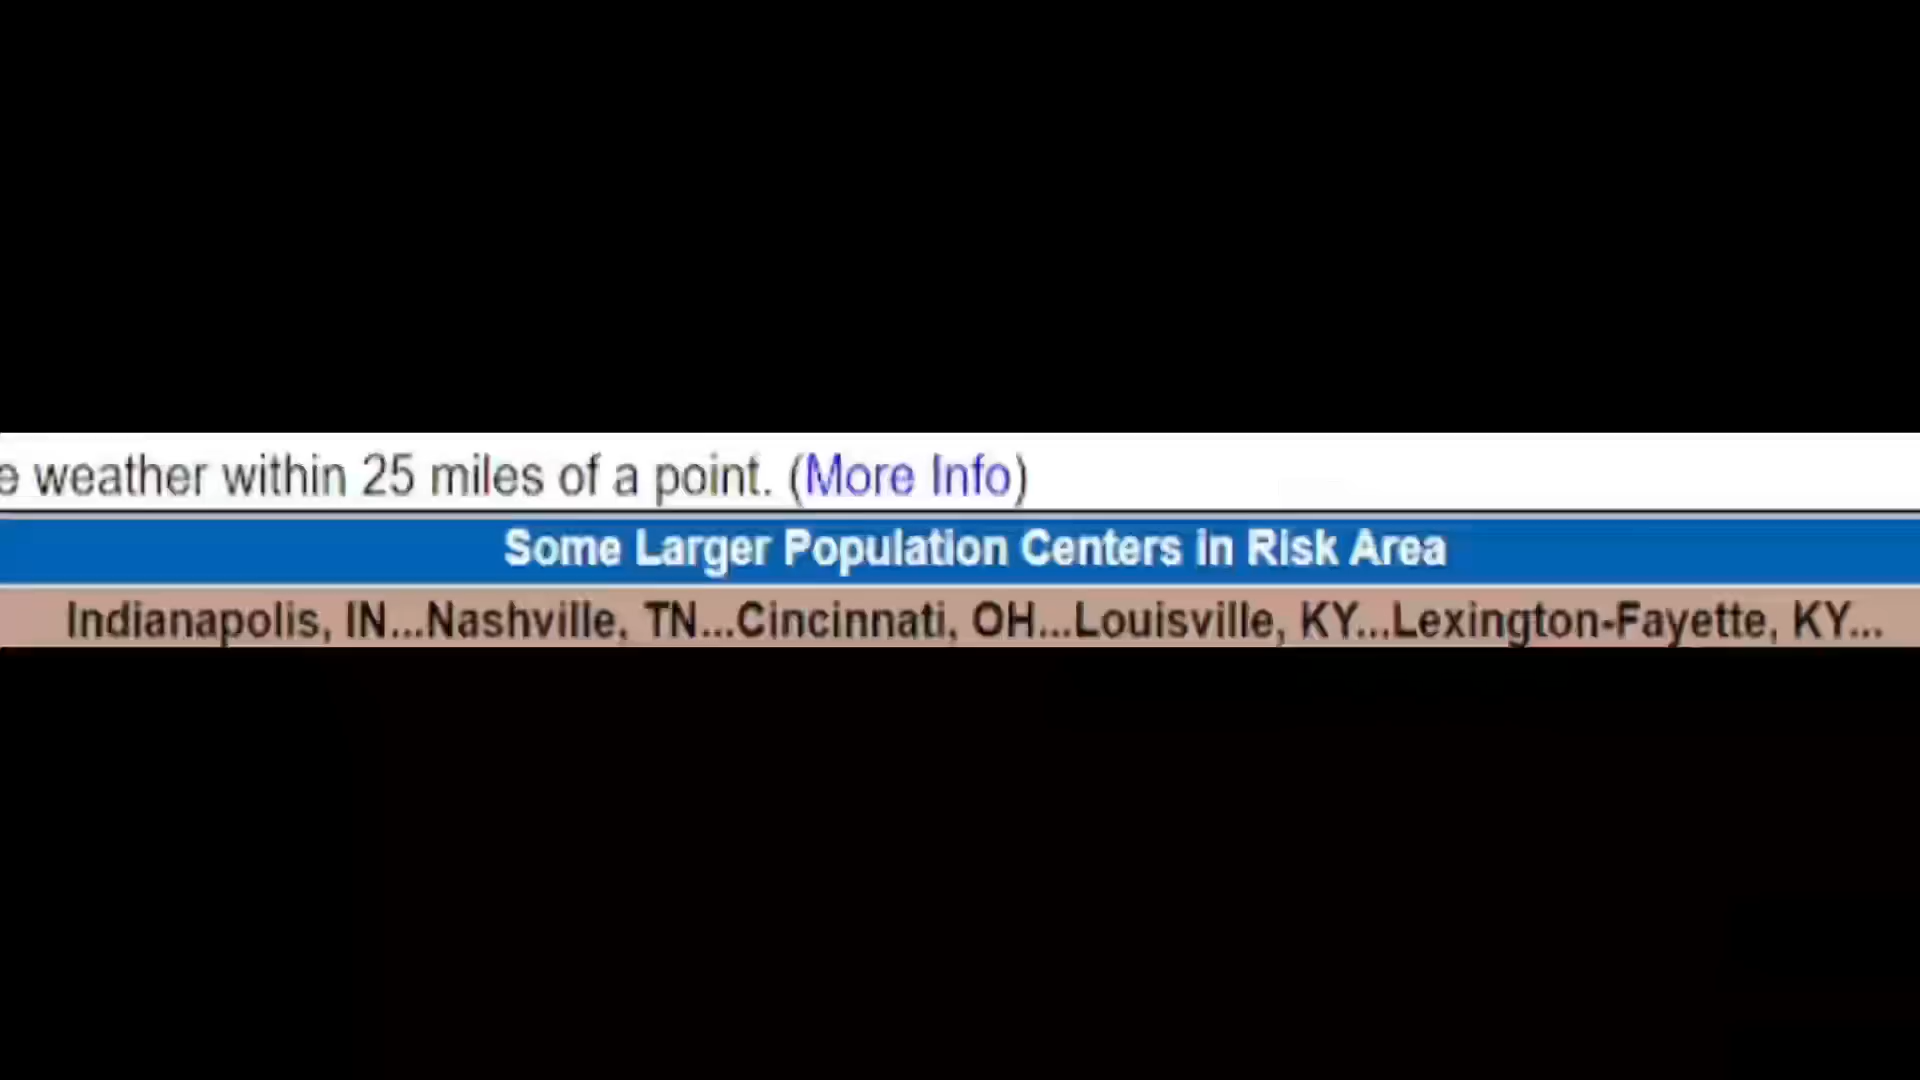 weather within 25 miles of a point. (More Info)
Some Larger Population Centers in Risk Area
Indianapolis, IN...Nashville, TN...Cincinnati, OH...Louisville, KY...Lexington-Fayette, KY...